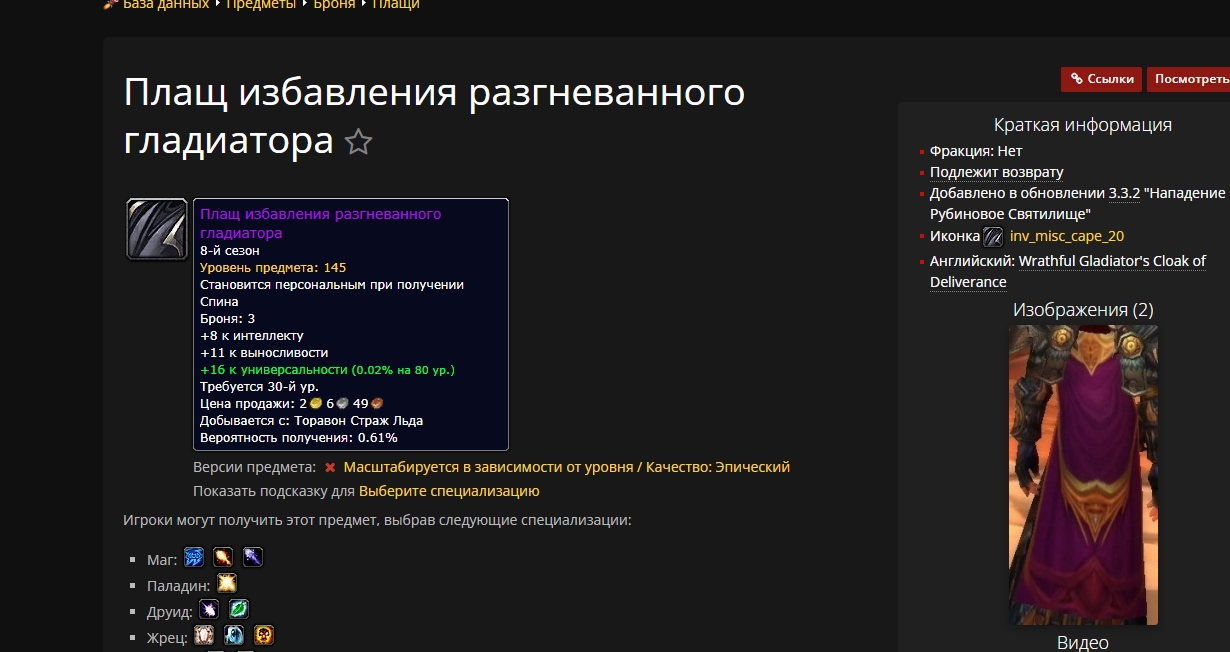 База данных ▸ Предметы ▸ Броня ▸ Плащи
Плащ избавления разгневанного
гладиатора
Плащ избавления разгневанного
гладиатора
8-й сезон
Уровень предмета: 145
Становится персональным при получении
Спина
Броня: 3
+8 к интеллекту
+11 к выносливости
+16 к универсальности (0.02% на 80 ур.)
Требуется 30-й ур.
Цена продажи: 2 6 49
Добывается с: Торавон Страж Льда
Вероятность получения: 0.61%
Версии предмета: Масштабируется в зависимости от уровня / Качество: Эпический
Показать подсказку для Выберите специализацию
Игроки могут получить этот предмет, выбрав следующие специализации:
Маг:
Паладин:
Друид:
Жрец:
Ссылки
Посмотреть
Краткая информация
Фракция: Нет
Подлежит возврату
Добавлено в обновлении 3.3.2 "Нападение
Рубиновое Святилище"
Иконка inv_misc_cape_20
Английский: Wrathful Gladiator's Cloak of
Deliverance
Изображения (2)
Видео